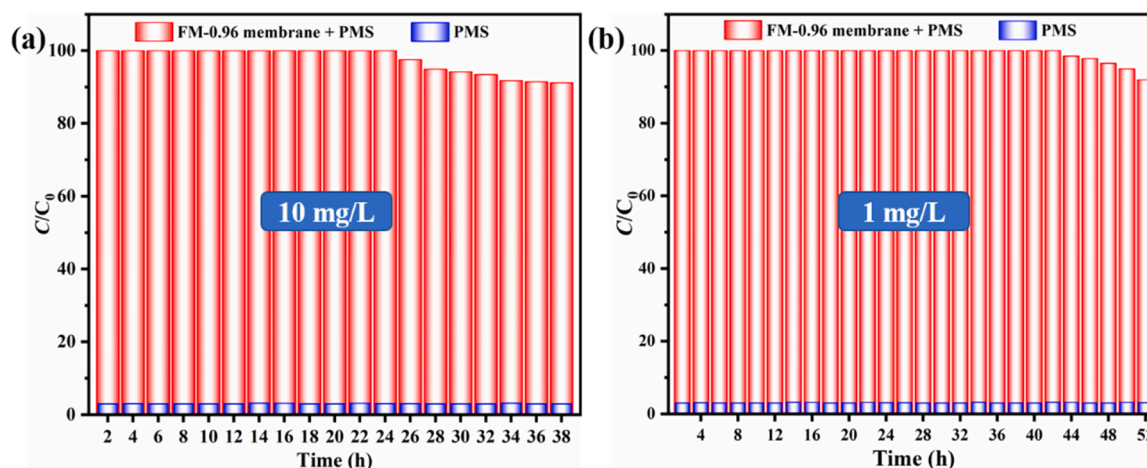 (a)
FM-0.96 membrane + PMS
PMS
100
80
60
40
20
0
C/C0
10 mg/L
2 4 6 8 10 12 14 16 18 20 22 24 26 28 30 32 34 36 38
Time (h)
(b)
FM-0.96 membrane + PMS
PMS
100
80
60
40
20
0
C/C0
1 mg/L
4 8 12 16 20 24 28 32 36 40 44 48
Time (h)